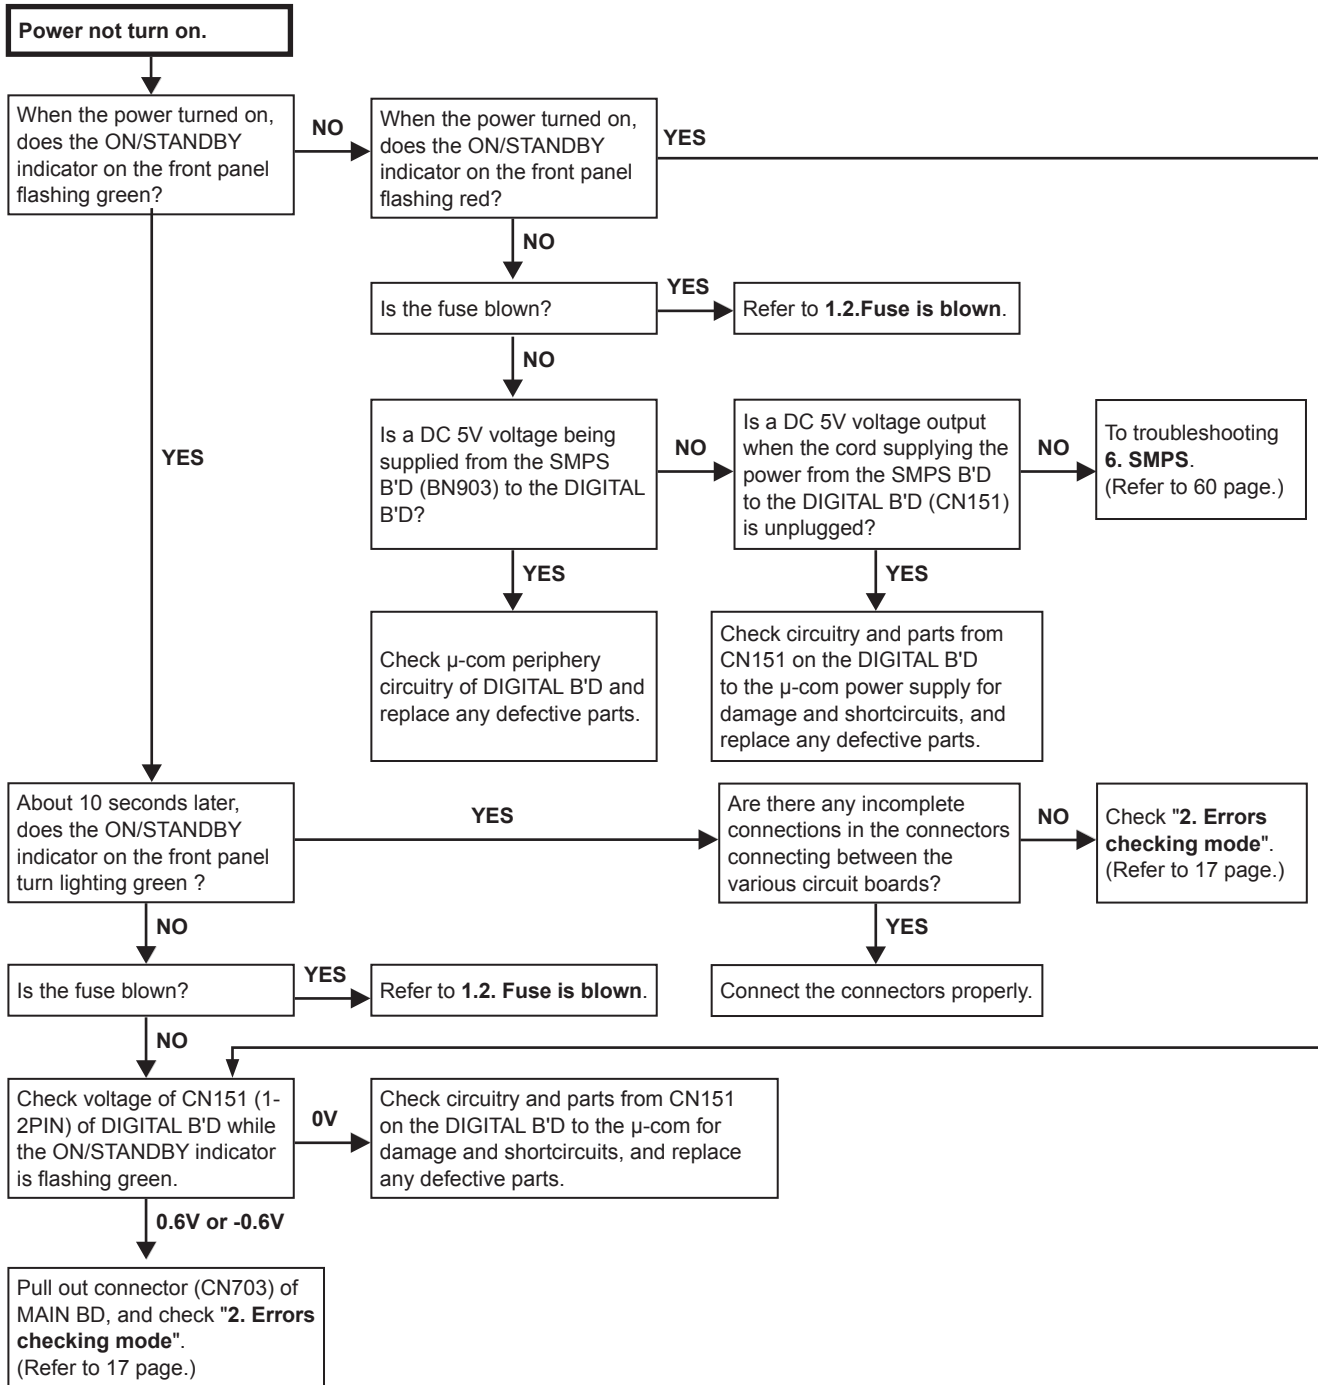 Power not turn on.
When the power turned on,
does the ON/STANDBY
indicator on the front panel
flashing green?
NO
When the power turned on,
does the ON/STANDBY
indicator on the front panel
flashing red?
YES
NO
Is the fuse blown?
YES
Refer to 1.2.Fuse is blown.
NO
YES
Is a DC 5V voltage being
supplied from the SMPS
B'D (BN903) to the DIGITAL
B'D?
NO
Is a DC 5V voltage output
when the cord supplying the
power from the SMPS B'D
to the DIGITAL B'D (CN151)
is unplugged?
NO
To troubleshooting
6. SMPS.
(Refer to 60 page.)
YES
YES
Check µ-com periphery
circuitry of DIGITAL B'D and
replace any defective parts.
Check circuitry and parts from
CN151 on the DIGITAL B'D
to the µ-com power supply for
damage and shortcircuits, and
replace any defective parts.
About 10 seconds later,
does the ON/STANDBY
indicator on the front panel
turn lighting green ?
YES
Are there any incomplete
connections in the connectors
connecting between the
various circuit boards?
NO
Check "2. Errors
checking mode".
(Refer to 17 page.)
NO
YES
Is the fuse blown?
YES
Refer to 1.2. Fuse is blown.
Connect the connectors properly.
NO
Check voltage of CN151 (1-
2PIN) of DIGITAL B'D while
the ON/STANDBY indicator
is flashing green.
0V
Check circuitry and parts from CN151
on the DIGITAL B'D to the µ-com for
damage and shortcircuits, and replace
any defective parts.
0.6V or -0.6V
Pull out connector (CN703) of
MAIN BD, and check "2. Errors
checking mode".
(Refer to 17 page.)